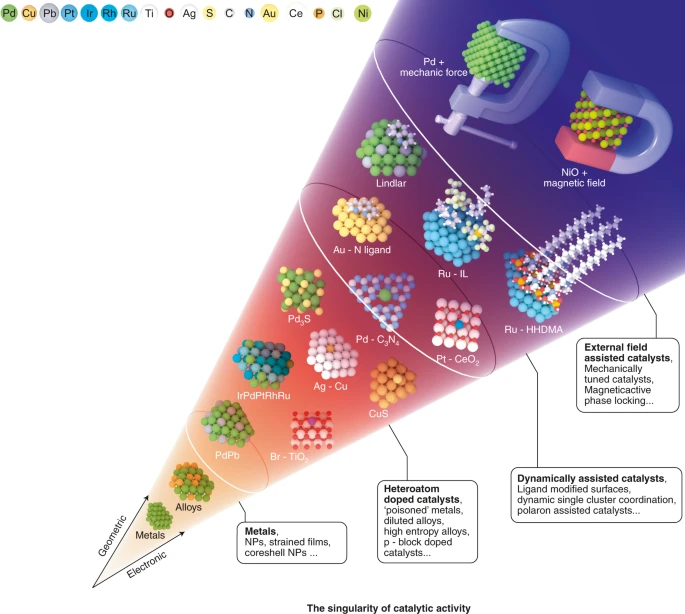 Pd Cu Pb Pt Ir Rh Ru Ti O Ag S C N Au Ce P Cl Ni
Pd +
mechanic force
NiO +
magnetic field
Lindlar
Au - N ligand
Ru - IL
Ru - HHDMA
Pd₃S
Pd - C₃N₄
Pt - CeO₂
IrPdPtRhRu
Ag - Cu
CuS
PdPb
Br - TiO₂
Alloys
Metals
Geometric
Electronic
External field
assisted catalysts,
Mechanically
tuned catalysts,
Magneticactive
phase locking...
Dynamically assisted catalysts,
Ligand modified surfaces,
dynamic single cluster coordination,
polaron assisted catalysts...
Heteroatom
doped catalysts,
'poisoned' metals,
diluted alloys,
high entropy alloys,
p - block doped
catalysts...
Metals,
NPs, strained films,
coreshell NPs ...
The singularity of catalytic activity